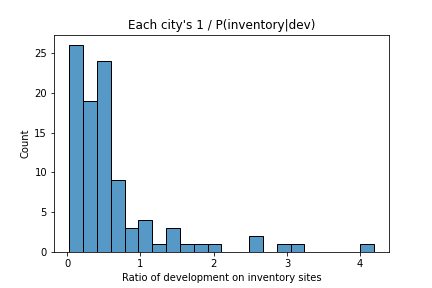 Each city's 1 / P(inventory|dev)
25
20
15
10
5
0
Count
0 1 2 3 4
Ratio of development on inventory sites